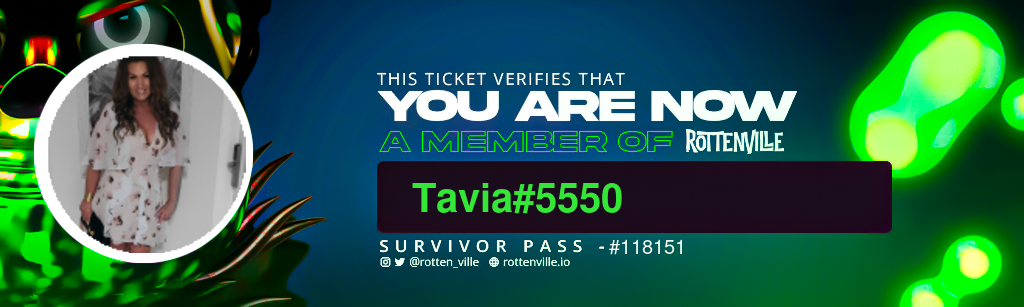 THIS TICKET VERIFIES THAT
YOU ARE NOW
A MEMBER OF ROTTENVILLE
Tavia#5550
SURVIVOR PASS - #118151
@rotten_ville rottenville.io